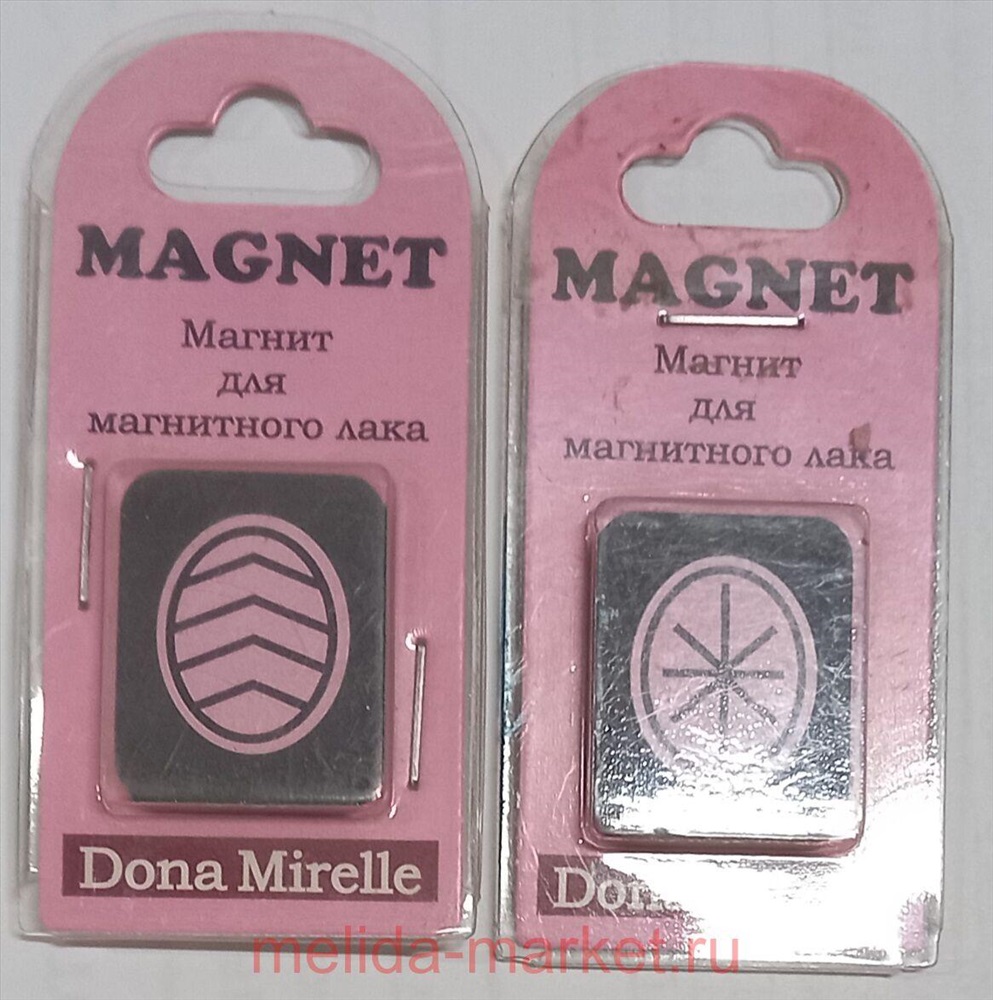 MAGNET
Магнит
для
магнитного лака
Dona Mirelle
MAGNET
Магнит
для
магнитного лака
melida-market.ru